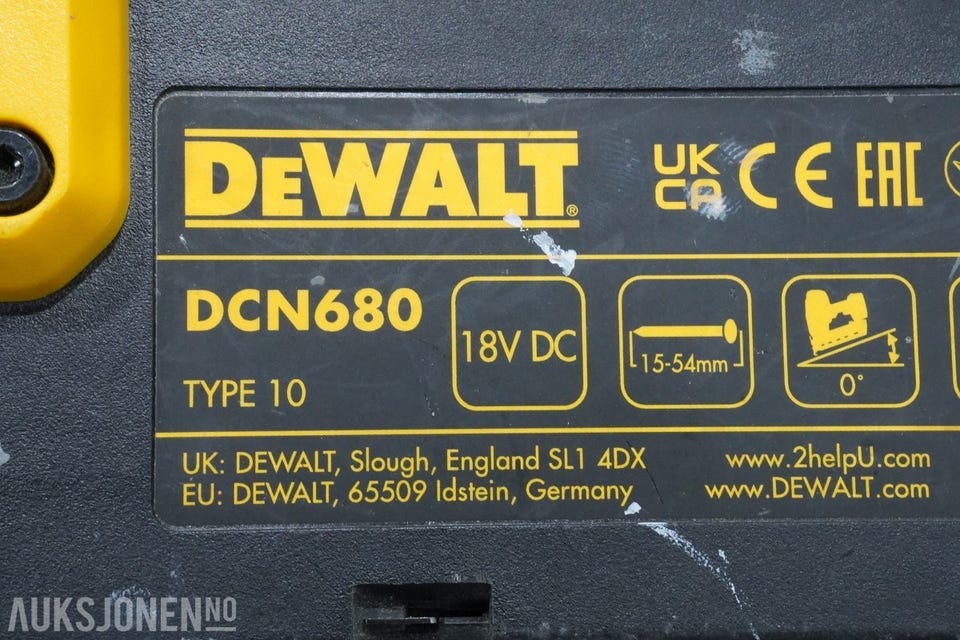 DEWALT®
UK CA CE EAC
DCN680
18V DC
15-54mm
0°
TYPE 10
UK: DEWALT, Slough, England SL1 4DX
EU: DEWALT, 65509 Idstein, Germany
www.2helpU.com
www.DEWALT.com
AUKSJONEN.NO